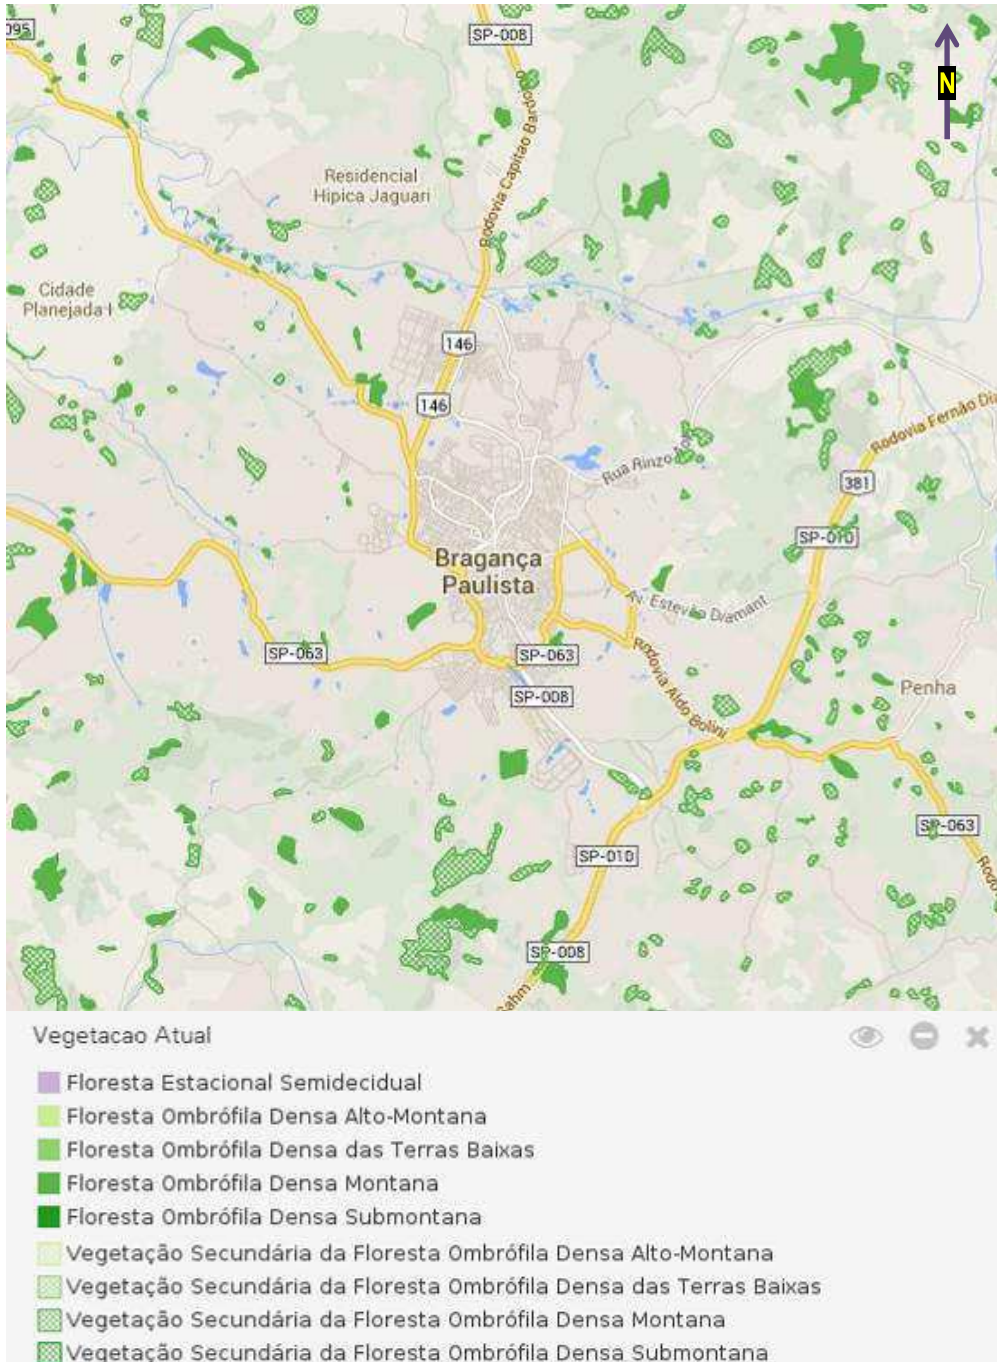 095
SP-008
N
Rodovia Capitão Bardo
Residencial
Hipica Jaguari
Cidade
Planejada I
146
146
Rodovia Fernão Di
Rua Rinzo Aok
381
SP-010
Bragança
Paulista
Av. Estevão Diamant
SP-063
SP-063
Rodovia Aldo Bolini
Penha
SP-008
SP-063
SP-010
Rodo
SP-008
Vegetacao Atual
Floresta Estacional Semidecidual
Floresta Ombrófila Densa Alto-Montana
Floresta Ombrófila Densa das Terras Baixas
Floresta Ombrófila Densa Montana
Floresta Ombrófila Densa Submontana
Vegetação Secundária da Floresta Ombrófila Densa Alto-Montana
Vegetação Secundária da Floresta Ombrófila Densa das Terras Baixas
Vegetação Secundária da Floresta Ombrófila Densa Montana
Vegetação Secundária da Floresta Ombrófila Densa Submontana